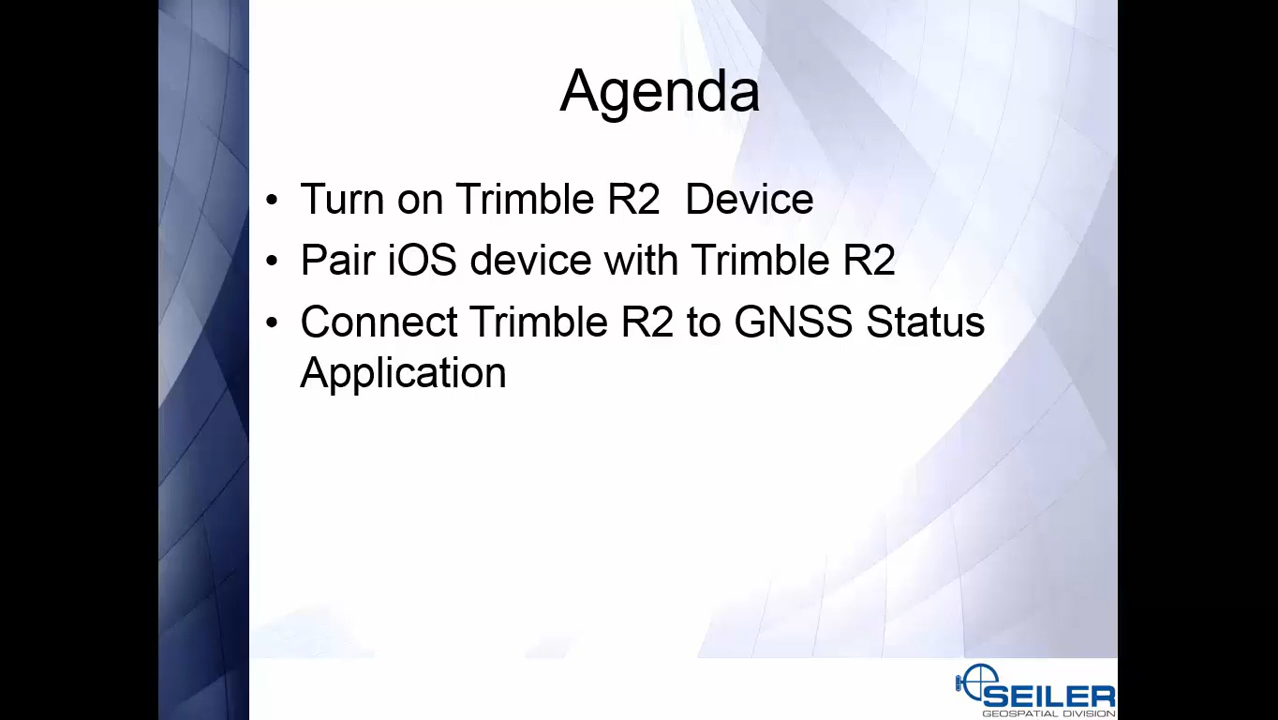 Agenda
• Turn on Trimble R2  Device
• Pair iOS device with Trimble R2
• Connect Trimble R2 to GNSS Status
Application
SEILER
GEOSPATIAL DIVISION